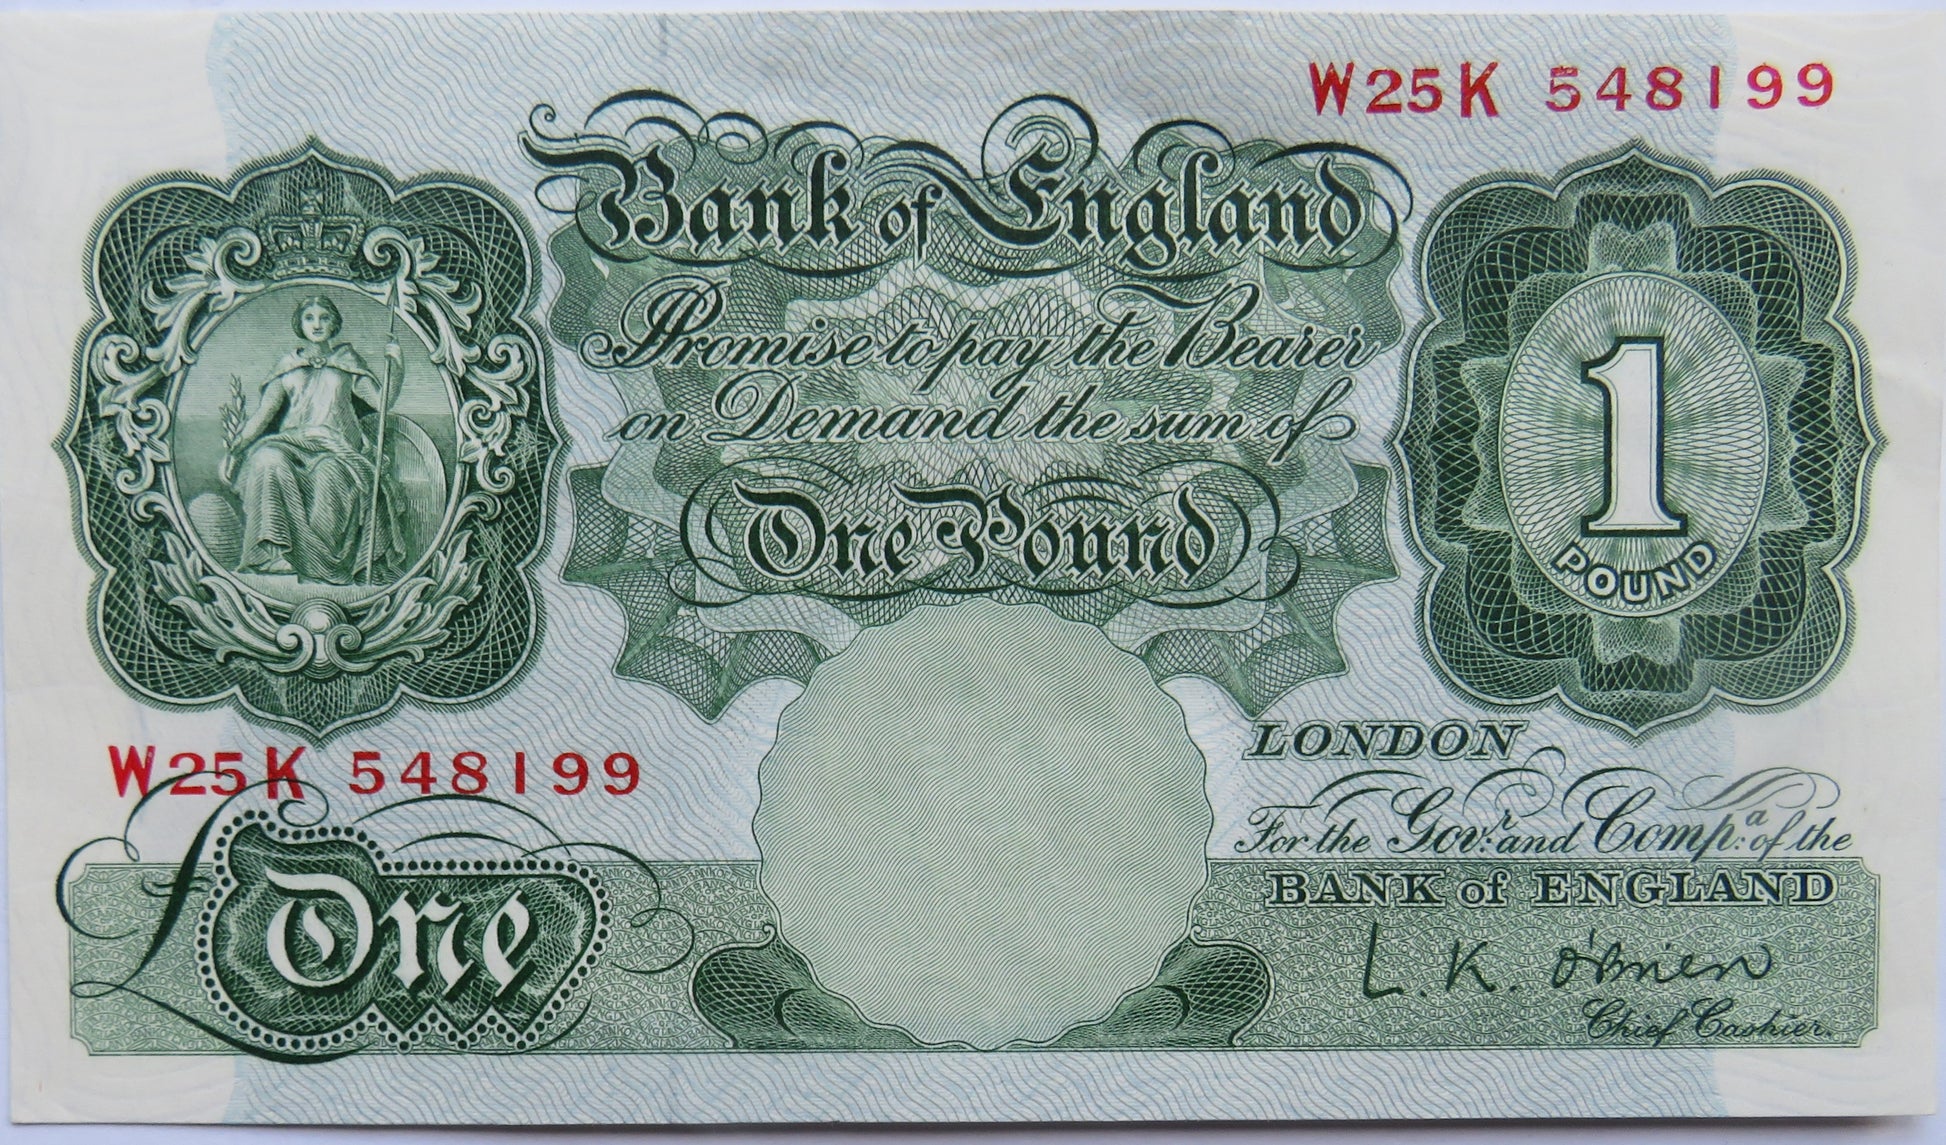 W25K 548199
Bank of England
Promise to pay the Bearer
on Demand the sum of
One Pound
1
POUND
1
W25K 548199
£One
LONDON
For the Govr. and Compa. of the
BANK of ENGLAND
L.K. O'Brien
Chief Cashier.